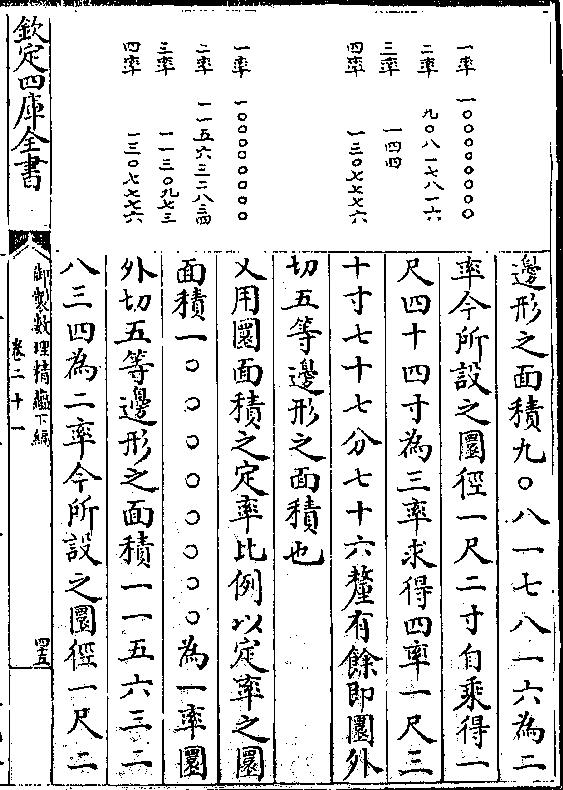 一率 一〇〇〇〇〇〇〇〇
二率 九〇八一七八一六
三率 一四四
四率 一三〇七七七六
一率 一〇〇〇〇〇〇〇〇
二率 一一五六三二八三四
三率 一一三〇九七三
四率 一三〇七七七六
邊形之面積九〇八一七八一六為二
率今所設之圜徑一尺二寸自乘得一
尺四十四寸為三率求得四率一尺三
十寸七十七分七十六釐有餘即圜外
切五等邊形之面積也
又用圜面積之定率比例以定率之圜
面積一〇〇〇〇〇〇〇〇為一率圜
外切五等邊形之面積一一五六三二
八三四為二率今所設之圜徑一尺二
欽定四庫全書
御製數理精蘊下編
卷二十一
四五